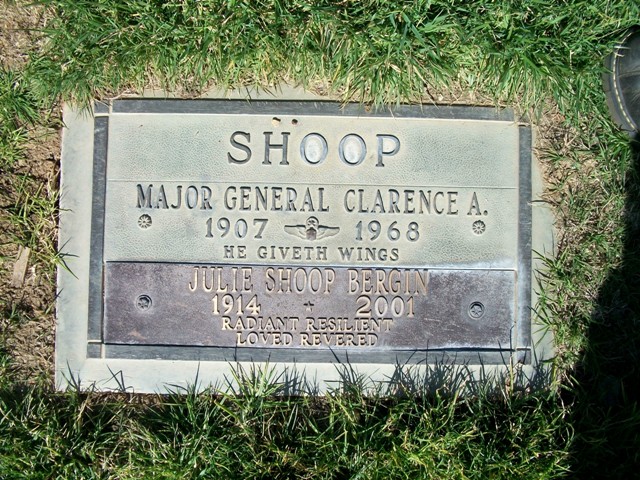 SHOOP
MAJOR GENERAL CLARENCE A.
1907 1968
HE GIVETH WINGS
JULIE SHOOP BERGIN
1914 2001
RADIANT RESILIENT
LOVED REVERED